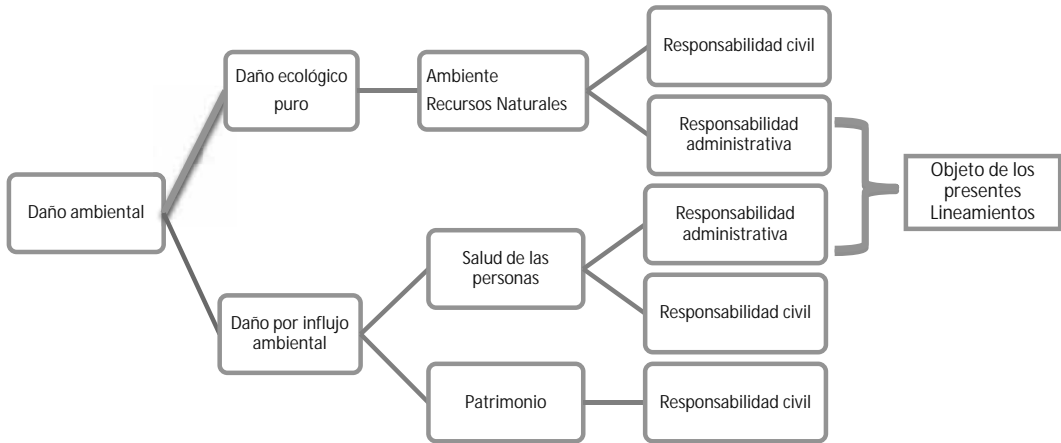 Daño ambiental
Daño ecológico
puro
Ambiente
Recursos Naturales
Responsabilidad civil
Responsabilidad
administrativa
Daño por influjo
ambiental
Salud de las
personas
Responsabilidad
administrativa
Responsabilidad civil
Patrimonio
Responsabilidad civil
Objeto de los
presentes
Lineamientos